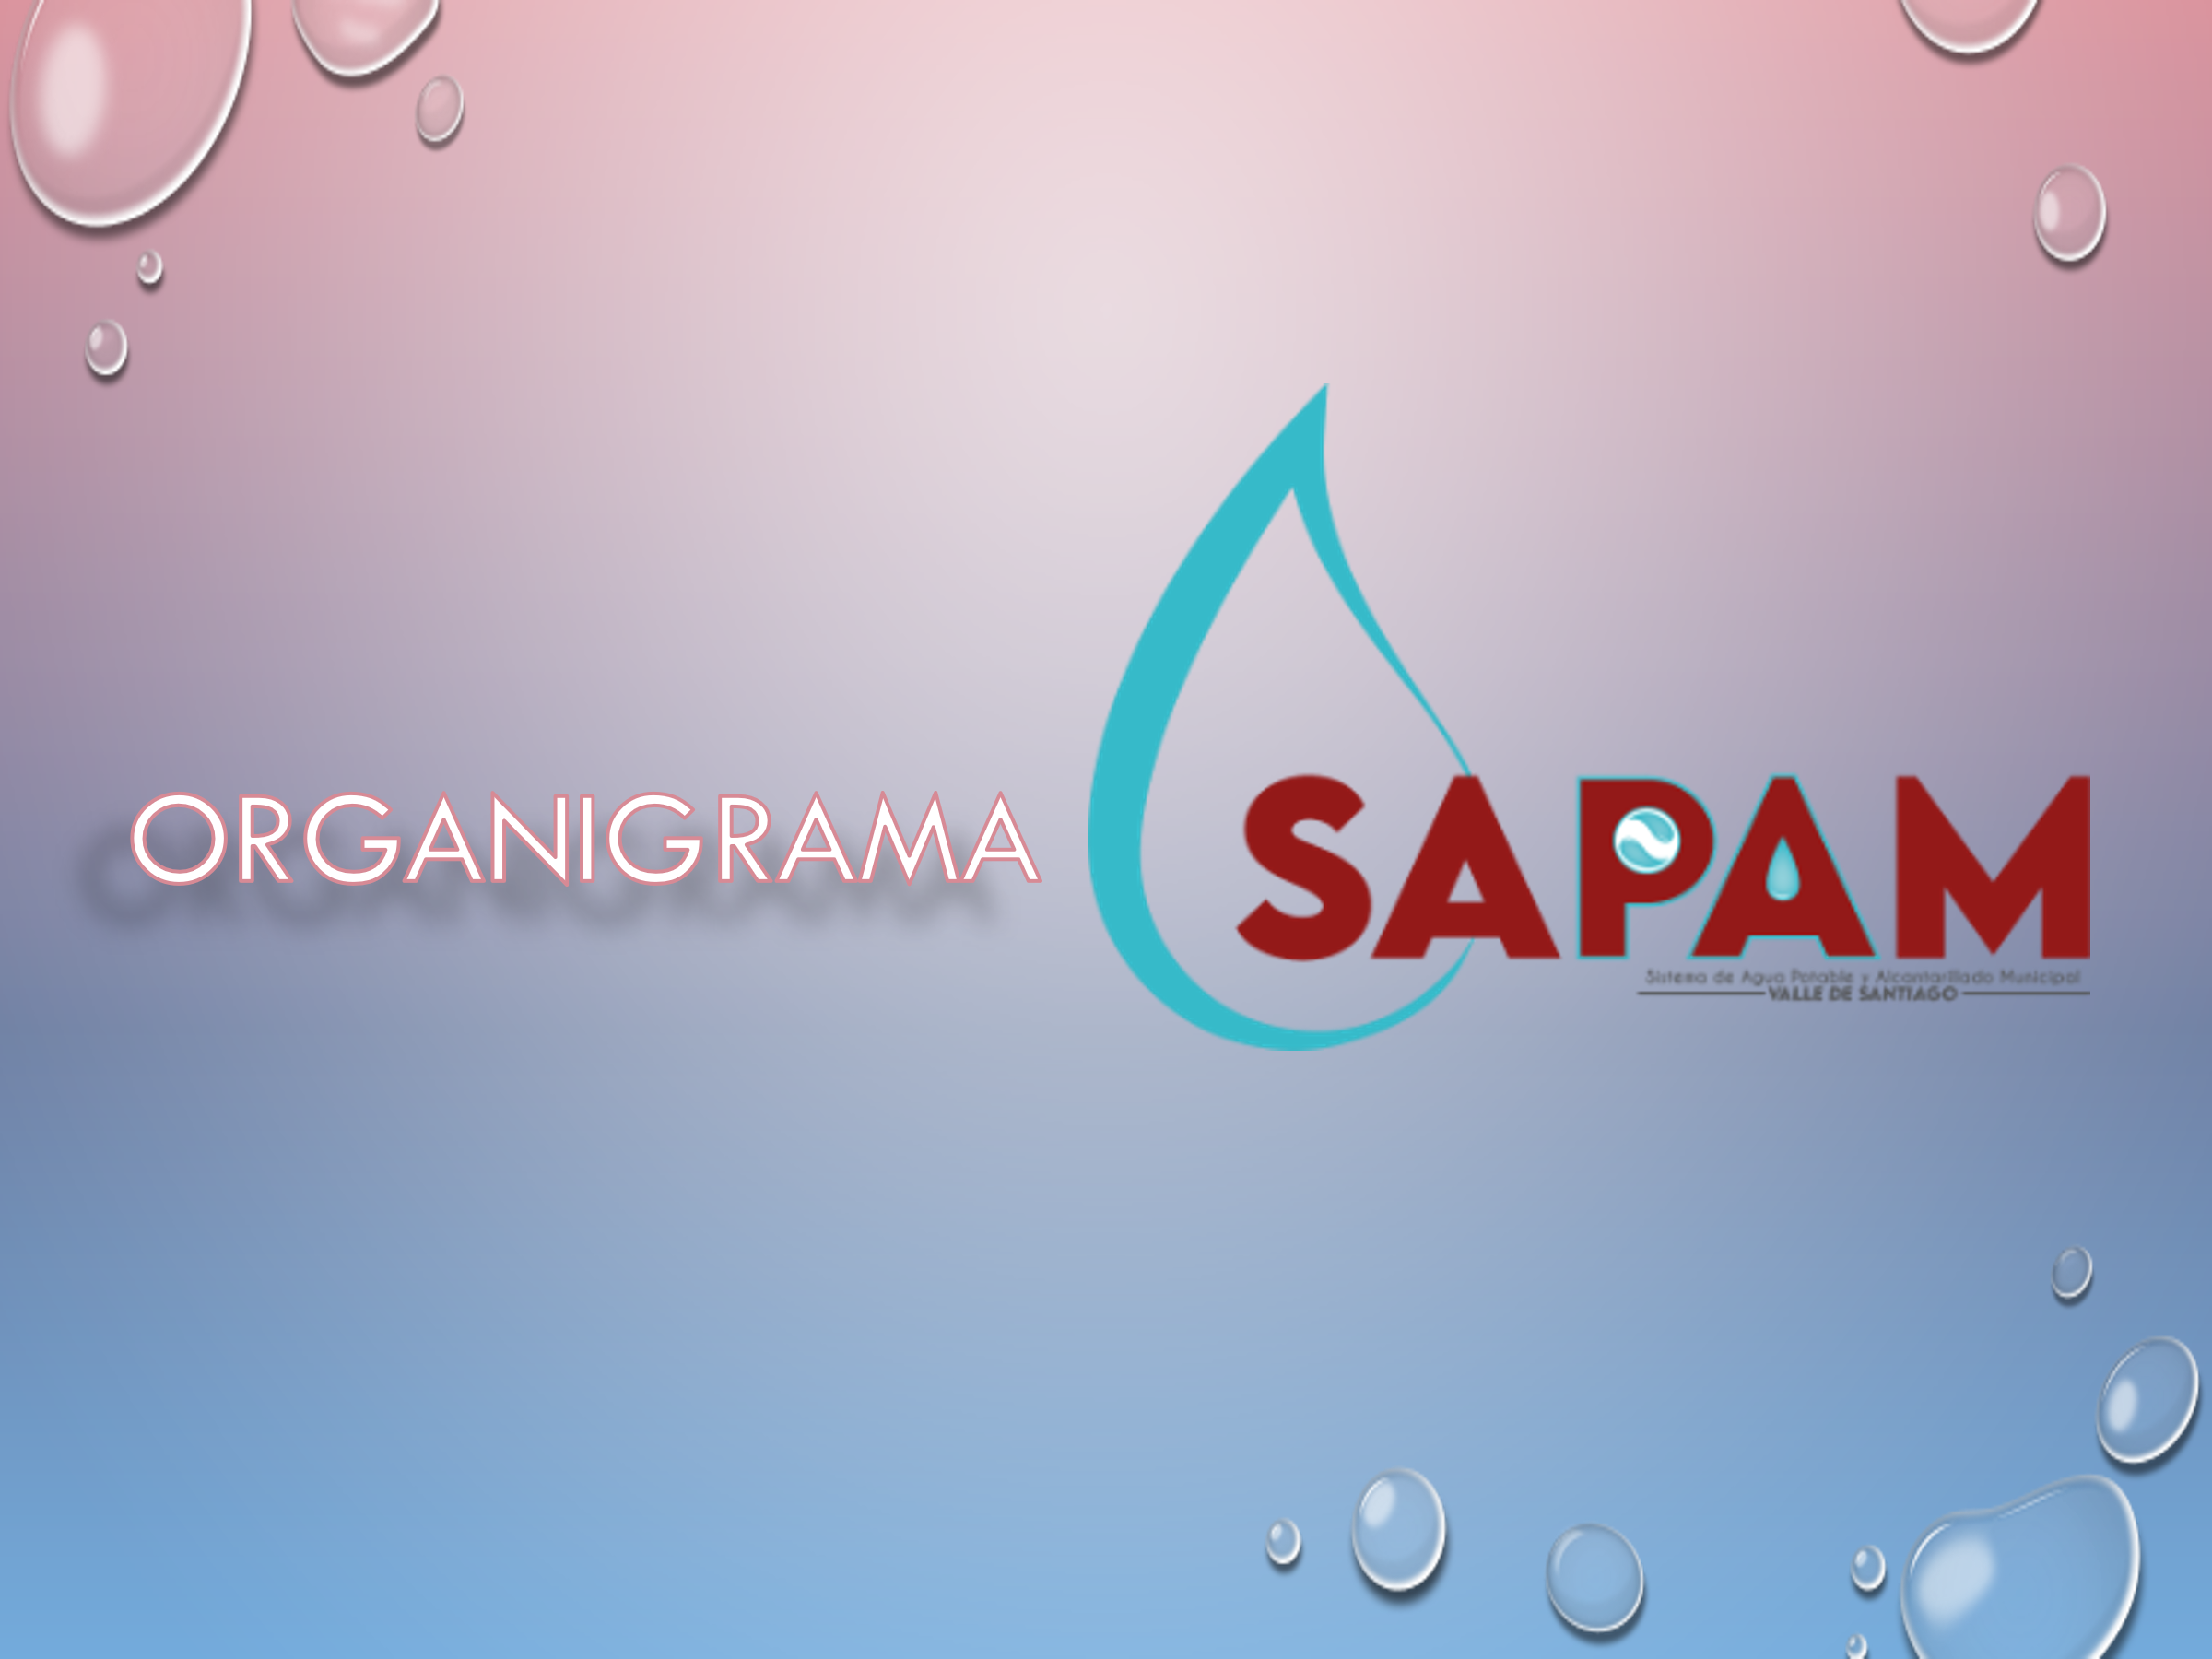 ORGANIGRAMA
SAPAM
Sistema de Agua Potable y Alcantarillado Municipal
VALLE DE SANTIAGO